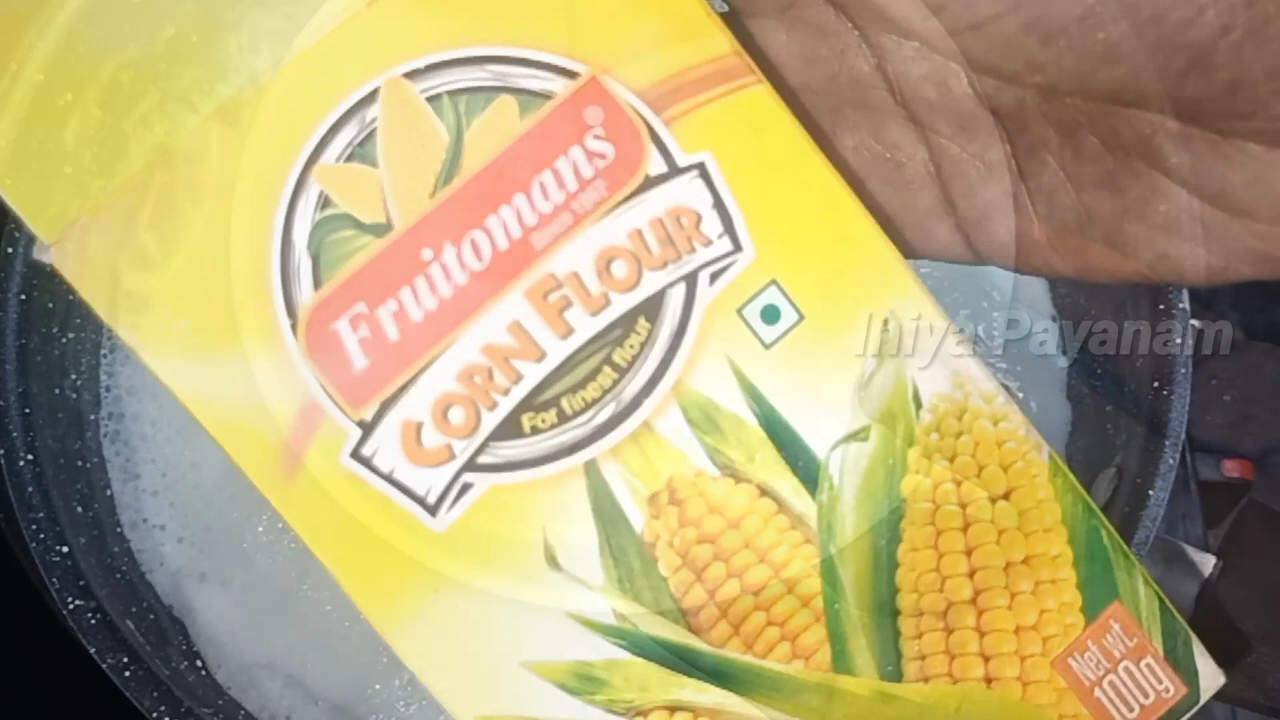 Fruitomans®
CORN FLOUR
For finest flour
Iniya Payanam
Net wt.
100g